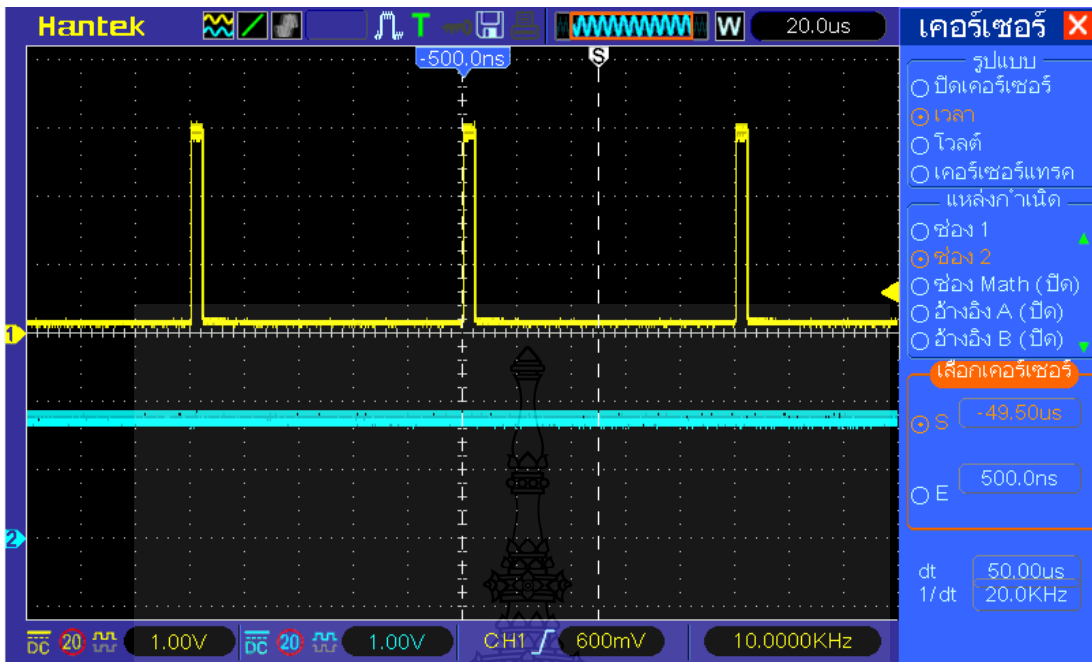 Hantek T W 20.0us
-500.0ns S
1
2
DC 20 1.00V DC 20 1.00V CH1 600mV 10.0000KHz
เคอร์เซอร์ X
รูปแบบ
ปิดเคอร์เซอร์
เวลา
โวลต์
เคอร์เซอร์แทรค
แหล่งกำเนิด
ช่อง 1
ช่อง 2
ช่อง Math (ปิด)
อ้างอิง A (ปิด)
อ้างอิง B (ปิด)
เลือกเคอร์เซอร์
S -49.50us
E 500.0ns
dt 50.00us
1/dt 20.0KHz